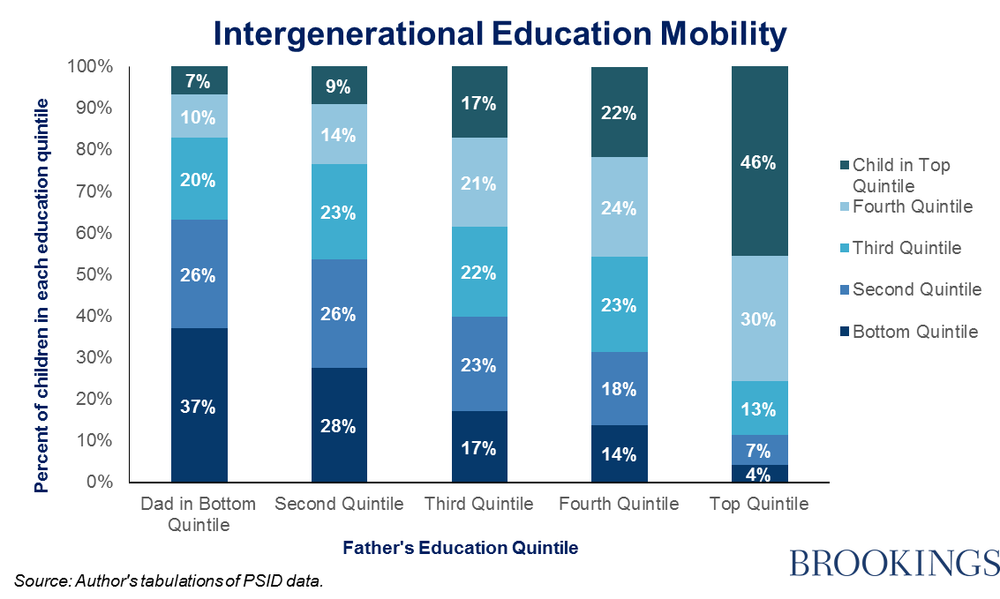 Intergenerational Education Mobility
Percent of children in each education quintile
100%
90%
80%
70%
60%
50%
40%
30%
20%
10%
0%
7%
10%
20%
26%
37%
9%
14%
23%
26%
28%
17%
21%
22%
23%
17%
22%
24%
23%
18%
14%
46%
30%
13%
7%
4%
Child in Top
Quintile
Fourth Quintile
Third Quintile
Second Quintile
Bottom Quintile
Dad in Bottom
Quintile
Second Quintile
Third Quintile
Fourth Quintile
Top Quintile
Father's Education Quintile
BROOKINGS
Source: Author's tabulations of PSID data.